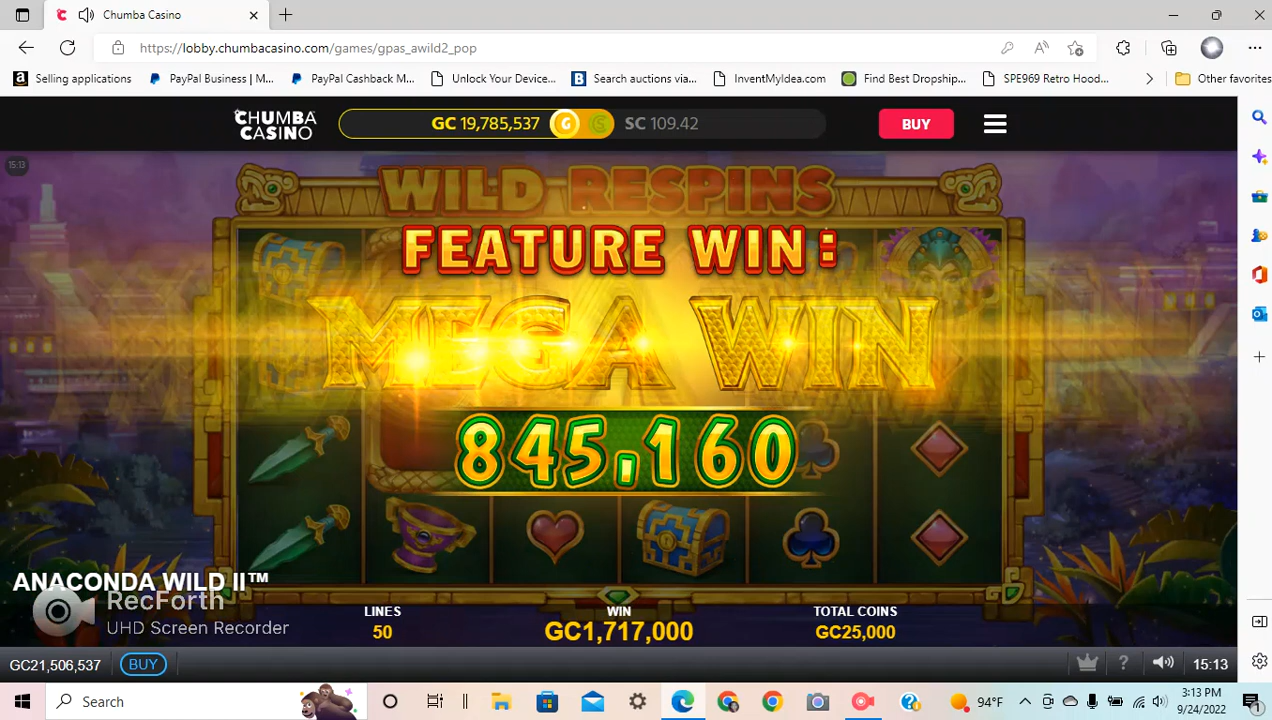 Chumba Casino
https://lobby.chumbacasino.com/games/gpas_awild2_pop
Selling applications
PayPal Business | M...
PayPal Cashback M...
Unlock Your Device...
Search auctions via...
InventMyIdea.com
Find Best Dropship...
SPE969 Retro Hood...
Other favorites
CHUMBA CASINO
GC 19,785,537
SC 109.42
BUY
15:13
WILD RESPINS
FEATURE WIN:
MEGA WIN
845,160
ANACONDA WILD II™
RecForth
UHD Screen Recorder
LINES
50
WIN
GC1,717,000
TOTAL COINS
GC25,000
GC21,506,537
BUY
15:13
Search
94°F
3:13 PM
9/24/2022
1